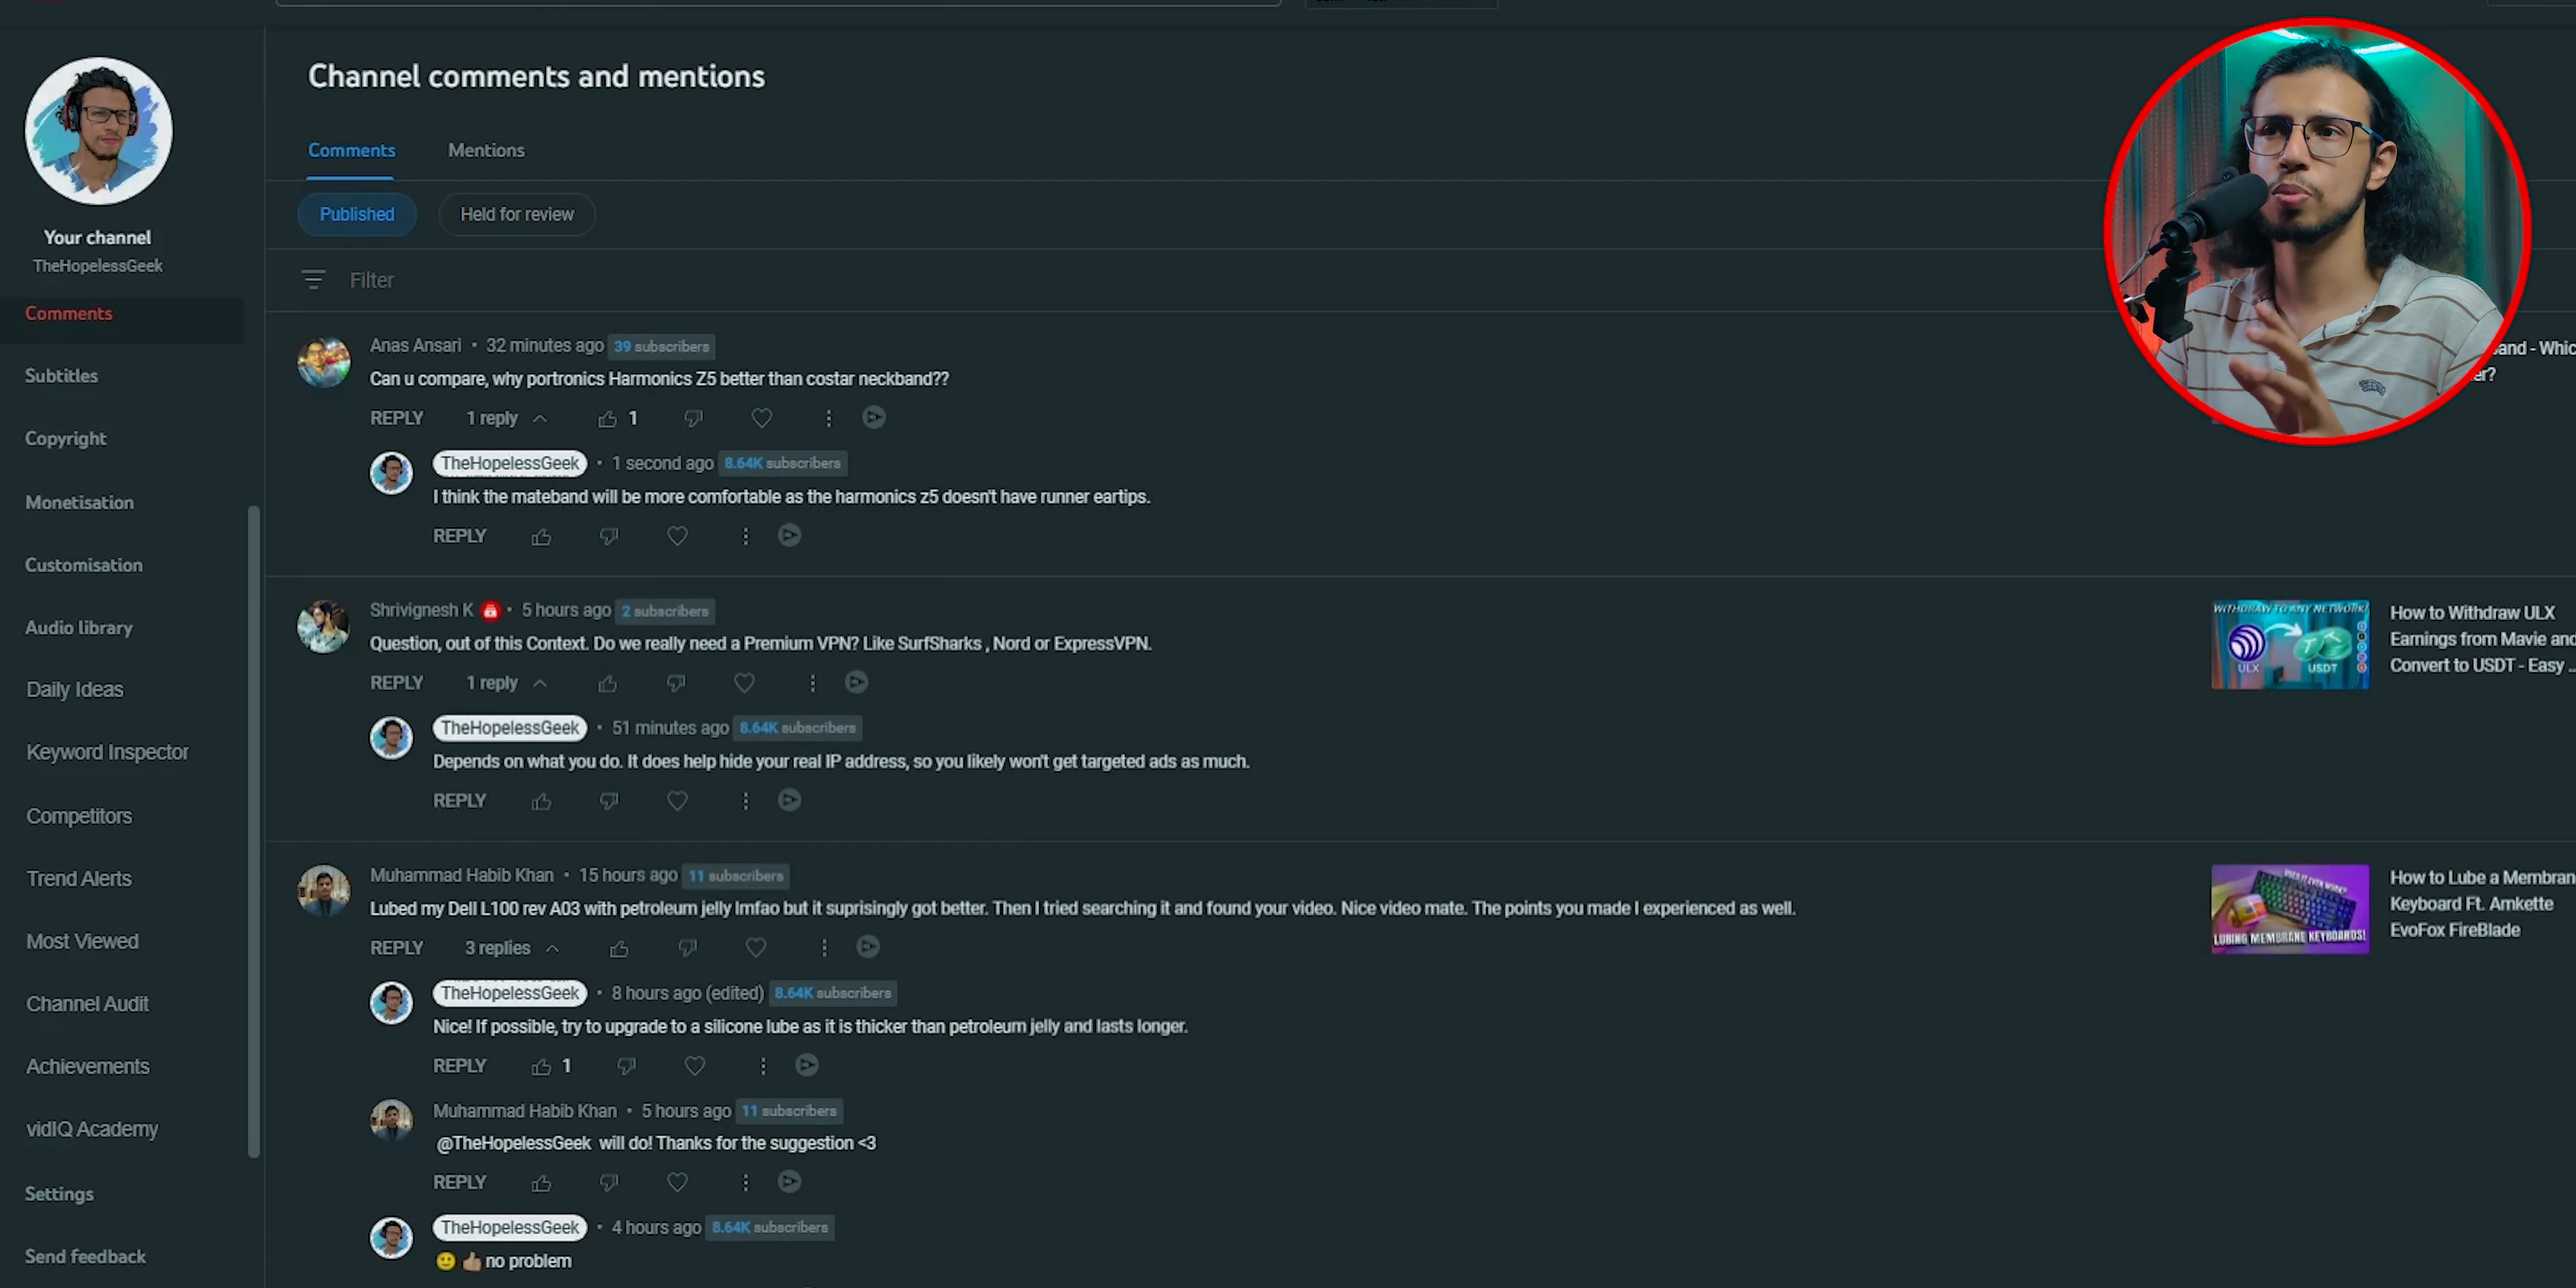 Channel comments and mentions
Comments
Mentions
Published
Held for review
Filter
Your channel
TheHopelessGeek
Comments
Subtitles
Copyright
Monetisation
Customisation
Audio library
Daily Ideas
Keyword Inspector
Competitors
Trend Alerts
Most Viewed
Channel Audit
Achievements
vidIQ Academy
Settings
Send feedback
Anas Ansari • 32 minutes ago 39 subscribers
Can u compare, why portronics Harmonics Z5 better than costar neckband??
REPLY 1 reply 1
TheHopelessGeek • 1 second ago 8.64K subscribers
I think the mateband will be more comfortable as the harmonics z5 doesn't have runner eartips.
REPLY
Shrivignesh K • 5 hours ago 2 subscribers
Question, out of this Context. Do we really need a Premium VPN? Like SurfSharks , Nord or ExpressVPN.
REPLY 1 reply
WITHDRAW TO ANY NETWORK!
ULX
USDT
How to Withdraw ULX
Earnings from Mavie and
Convert to USDT - Easy ...
TheHopelessGeek • 51 minutes ago 8.64K subscribers
Depends on what you do. It does help hide your real IP address, so you likely won't get targeted ads as much.
REPLY
Muhammad Habib Khan • 15 hours ago 11 subscribers
Lubed my Dell L100 rev A03 with petroleum jelly lmfao but it suprisingly got better. Then I tried searching it and found your video. Nice video mate. The points you made I experienced as well.
REPLY 3 replies
LUBING MEMBRANE KEYBOARDS!
How to Lube a Membran
Keyboard Ft. Amkette
EvoFox FireBlade
TheHopelessGeek • 8 hours ago (edited) 8.64K subscribers
Nice! If possible, try to upgrade to a silicone lube as it is thicker than petroleum jelly and lasts longer.
REPLY 1
Muhammad Habib Khan • 5 hours ago 11 subscribers
@TheHopelessGeek will do! Thanks for the suggestion <3
REPLY
TheHopelessGeek • 4 hours ago 8.64K subscribers
🙂 👍🏽 no problem